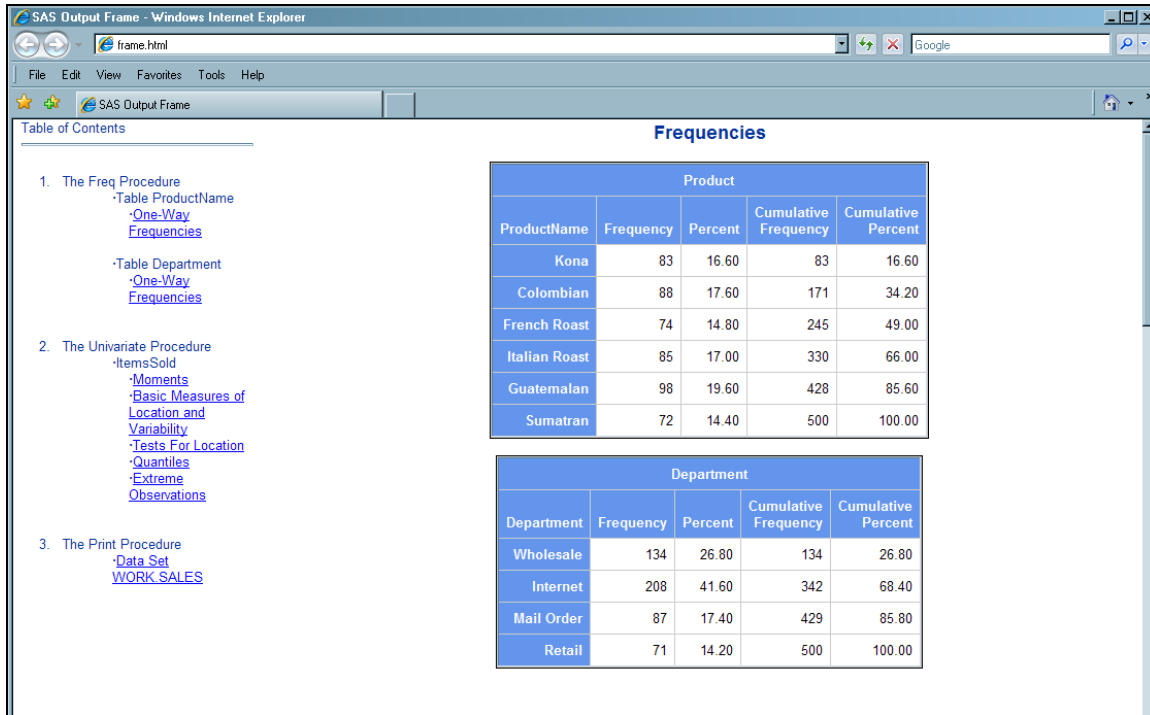 SAS Output Frame - Windows Internet Explorer
frame.html
Google
File Edit View Favorites Tools Help
SAS Output Frame
Table of Contents
1. The Freq Procedure
·Table ProductName
·One-Way
Frequencies
·Table Department
·One-Way
Frequencies
2. The Univariate Procedure
·ItemsSold
·Moments
·Basic Measures of
Location and
Variability
·Tests For Location
·Quantiles
·Extreme
Observations
3. The Print Procedure
·Data Set
WORK.SALES
Frequencies
Product
ProductName Frequency Percent Cumulative Frequency Cumulative Percent
Kona 83 16.60 83 16.60
Colombian 88 17.60 171 34.20
French Roast 74 14.80 245 49.00
Italian Roast 85 17.00 330 66.00
Guatemalan 98 19.60 428 85.60
Sumatran 72 14.40 500 100.00
Department
Department Frequency Percent Cumulative Frequency Cumulative Percent
Wholesale 134 26.80 134 26.80
Internet 208 41.60 342 68.40
Mail Order 87 17.40 429 85.80
Retail 71 14.20 500 100.00